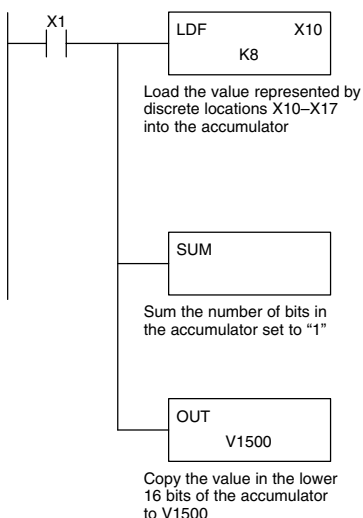 X1
LDF X10
K8
Load the value represented by
discrete locations X10–X17
into the accumulator
SUM
Sum the number of bits in
the accumulator set to “1”
OUT
V1500
Copy the value in the lower
16 bits of the accumulator
to V1500